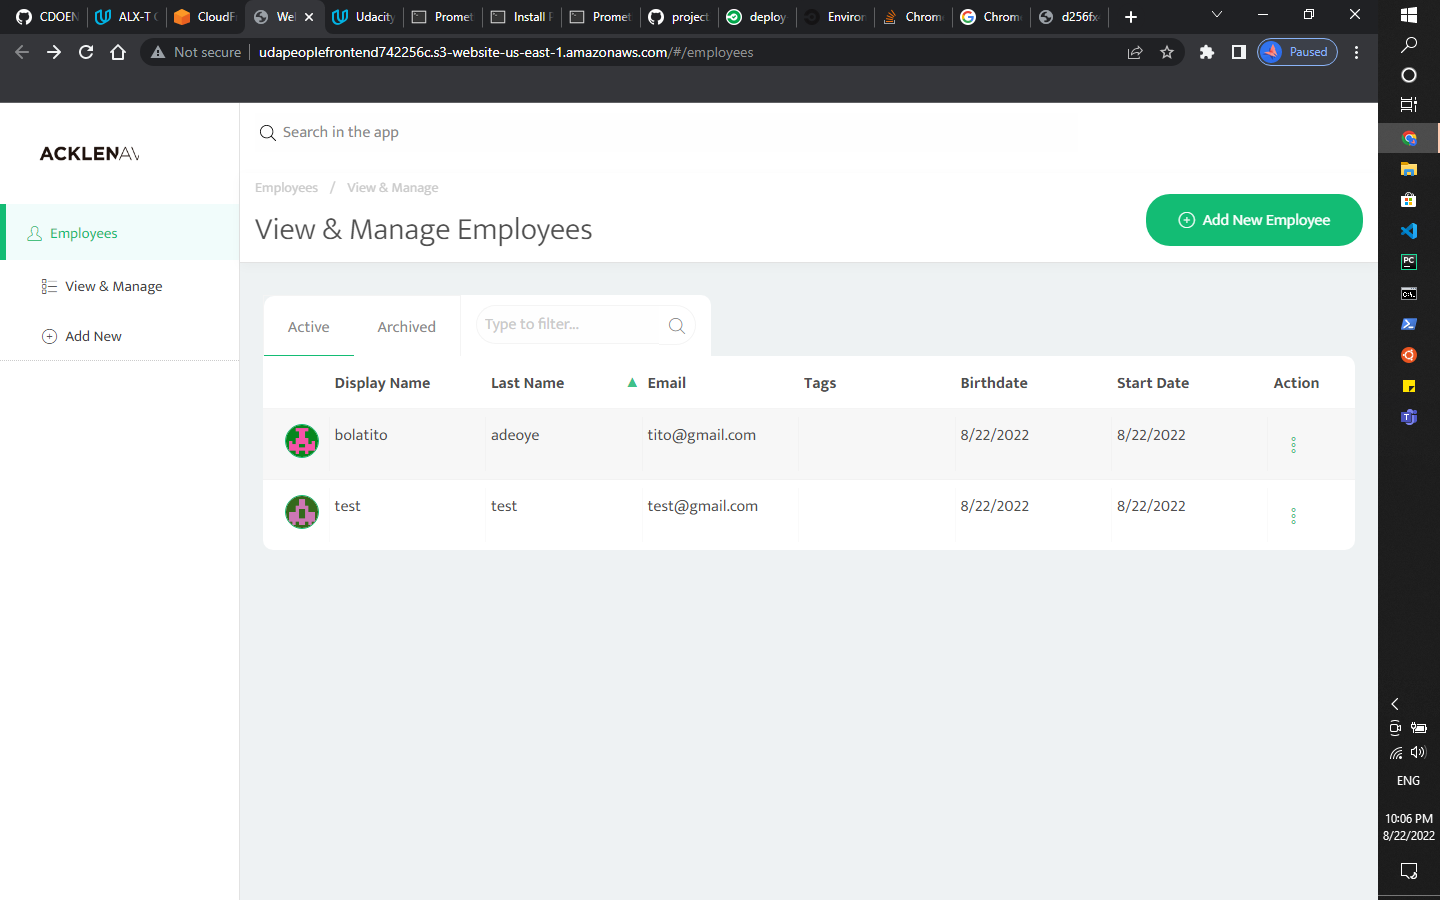 CDOEN
ALX-T C
CloudF
Wel
Udacity
Promet
Install P
Promet
project
deploy
Enviror
Chrom
Chrome
d256fx
Not secure
udapeoplefrontend742256c.s3-website-us-east-1.amazonaws.com/#/employees
Paused
ACKLENAV
Search in the app
Employees / View & Manage
View & Manage Employees
Add New Employee
Employees
View & Manage
Add New
Active
Archived
Type to filter...
Display Name Last Name Email Tags Birthdate Start Date Action
bolatito adeoye tito@gmail.com 8/22/2022 8/22/2022
test test test@gmail.com 8/22/2022 8/22/2022
PC
C:\_
ENG
10:06 PM
8/22/2022